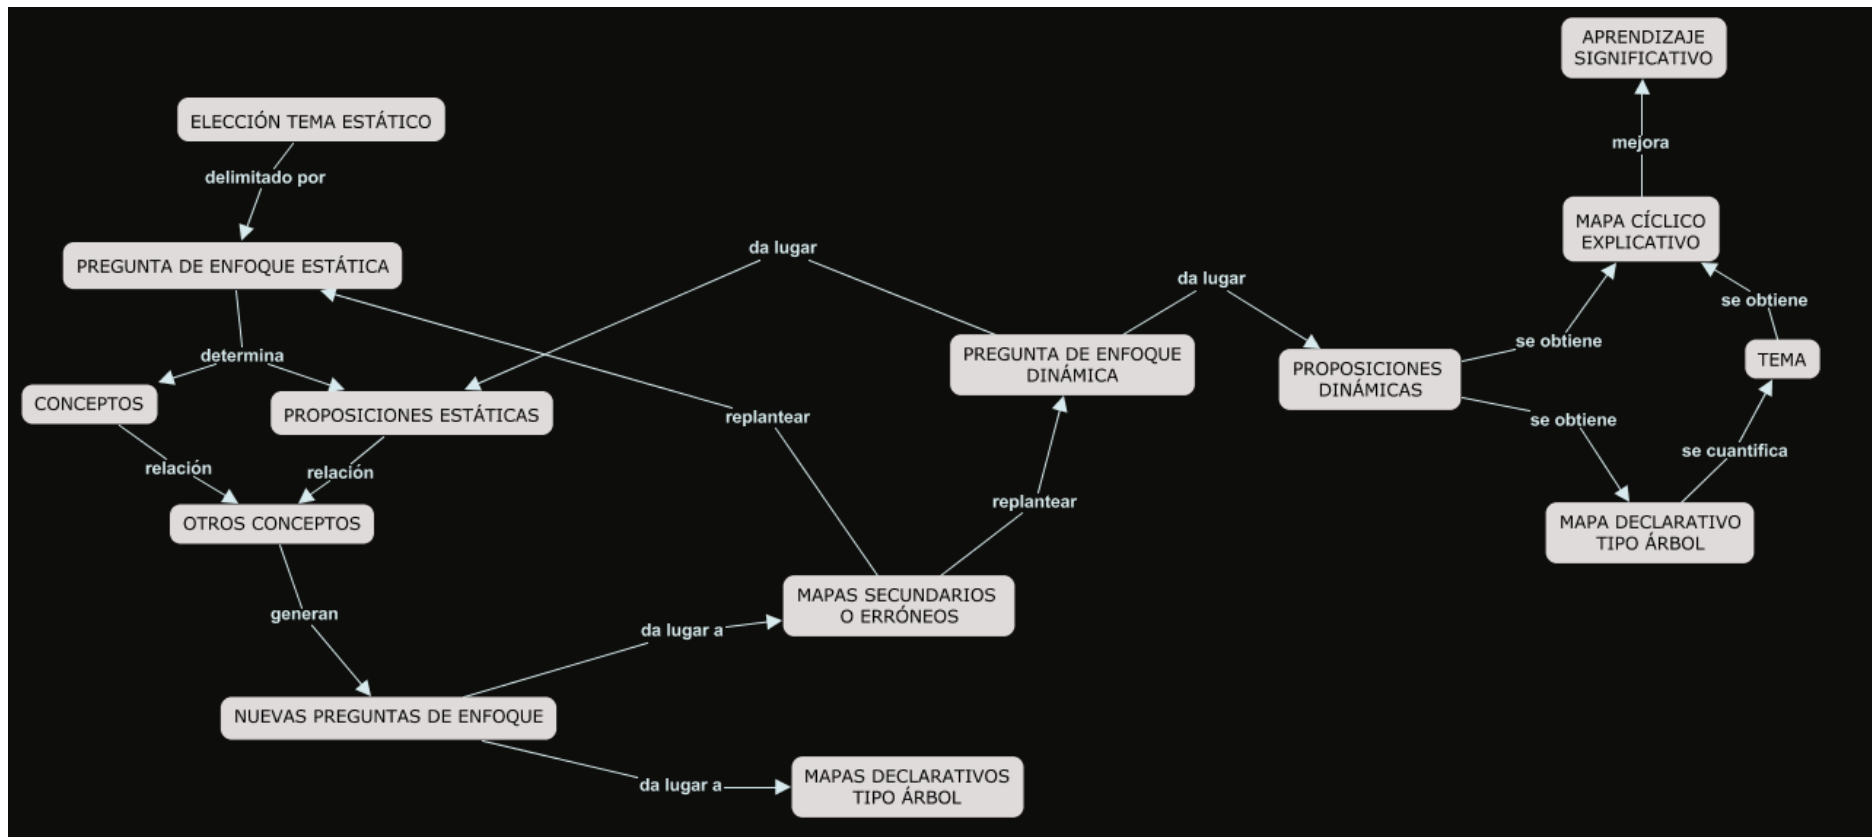 APRENDIZAJE
SIGNIFICATIVO
ELECCIÓN TEMA ESTÁTICO
mejora
delimitado por
MAPA CÍCLICO
EXPLICATIVO
PREGUNTA DE ENFOQUE ESTÁTICA
da lugar
da lugar
se obtiene
determina
PREGUNTA DE ENFOQUE
DINÁMICA
se obtiene
TEMA
PROPOSICIONES
DINÁMICAS
CONCEPTOS
PROPOSICIONES ESTÁTICAS
replantear
se obtiene
relación
relación
se cuantifica
replantear
OTROS CONCEPTOS
MAPA DECLARATIVO
TIPO ÁRBOL
MAPAS SECUNDARIOS
O ERRÓNEOS
generan
da lugar a
NUEVAS PREGUNTAS DE ENFOQUE
da lugar a
MAPAS DECLARATIVOS
TIPO ÁRBOL